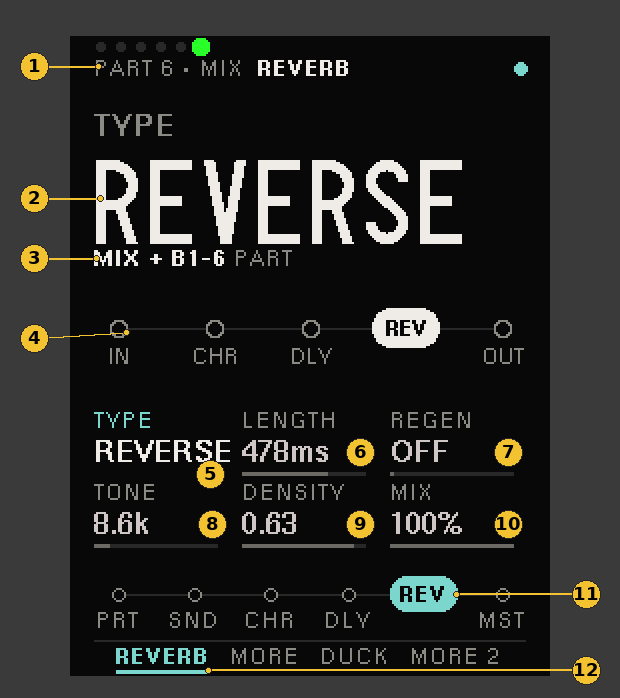 1 PART 6 · MIX REVERB
TYPE
2 REVERSE
3 MIX + B1-6 PART
4 REV
IN CHR DLY OUT
TYPE LENGTH REGEN
REVERSE 478ms 6 OFF 7
5
TONE DENSITY MIX
8.6k 8 0.63 9 100% 10
REV 11
PRT SND CHR DLY MST
REVERB MORE DUCK MORE 2 12